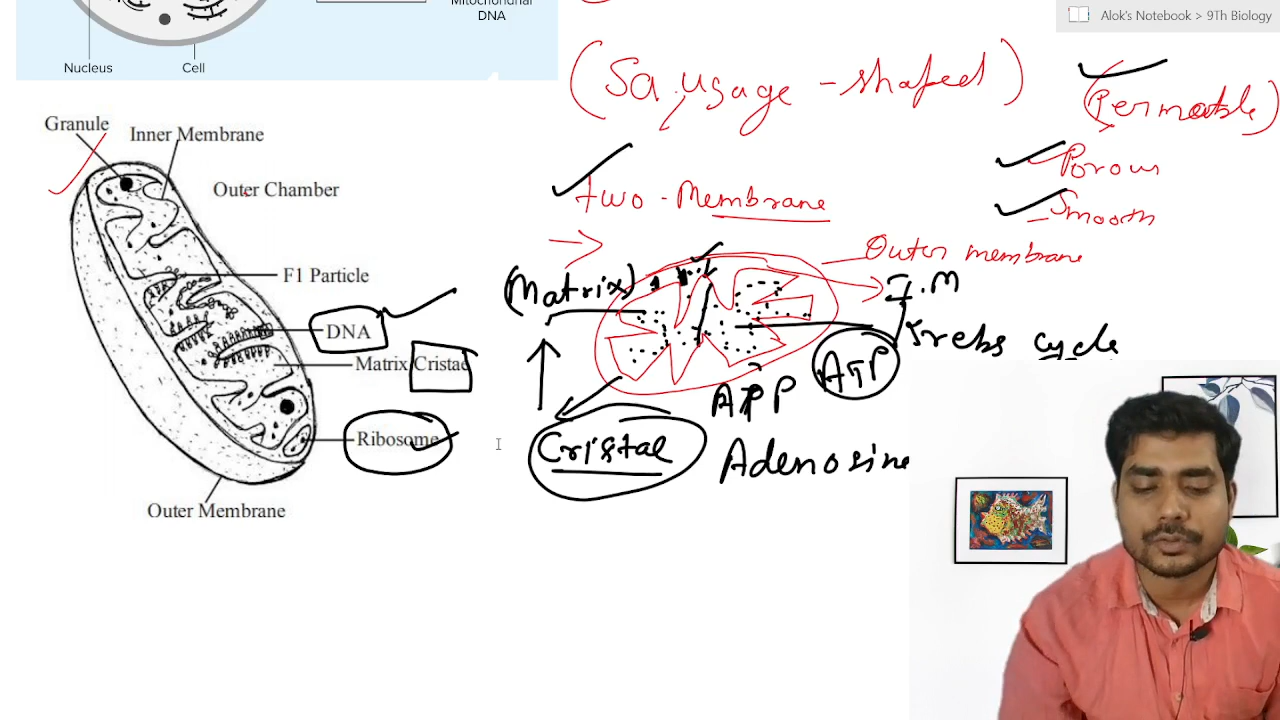 Mitochondrial
DNA
Nucleus
Cell
Alok's Notebook > 9Th Biology
(Sausage - shaped)
(Permeable)
Porous
Smooth
Two - Membrane
Outer membrane
(Matrix)
I.M
Krebs cycle
ATP
ATP
Cristae
Adenosine
Granule
Inner Membrane
Outer Chamber
F1 Particle
DNA
Matrix Cristae
Ribosome
Outer Membrane